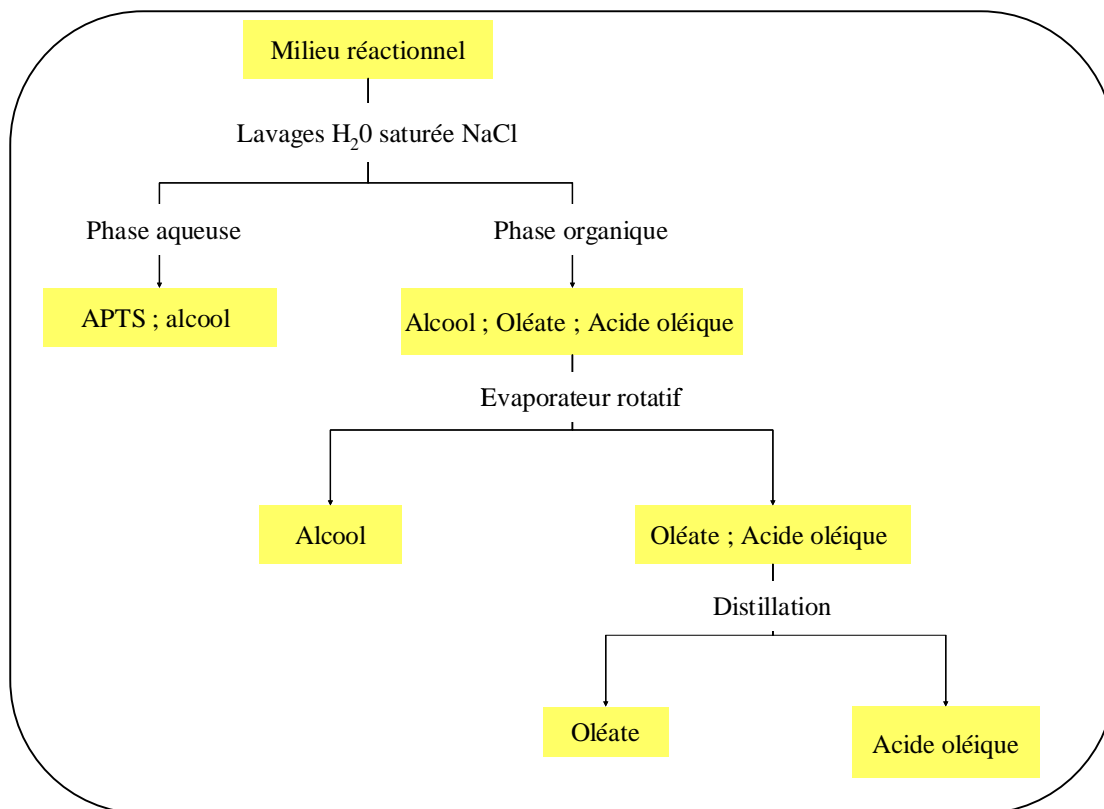 Milieu réactionnel
Lavages H₂0 saturée NaCl
Phase aqueuse
Phase organique
APTS ; alcool
Alcool ; Oléate ; Acide oléique
Evaporateur rotatif
Alcool
Oléate ; Acide oléique
Distillation
Oléate
Acide oléique